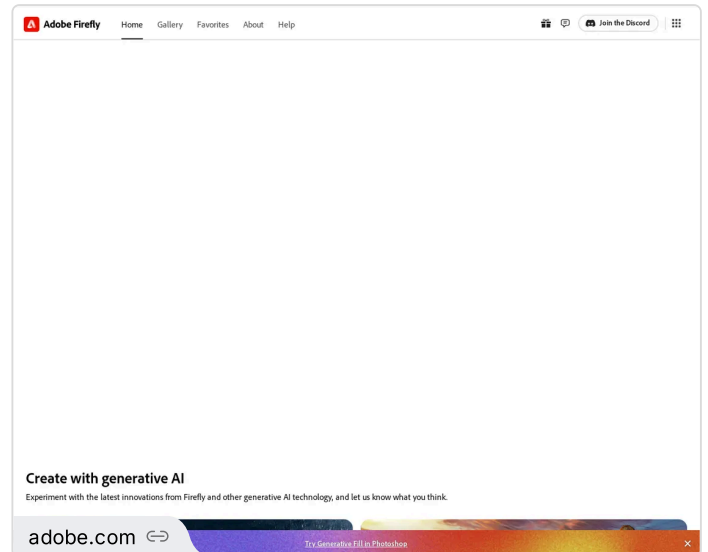 Adobe Firefly Home Gallery Favorites About Help Join the Discord
Create with generative AI
Experiment with the latest innovations from Firefly and other generative AI technology, and let us know what you think.
adobe.com
Try Generative Fill in Photoshop